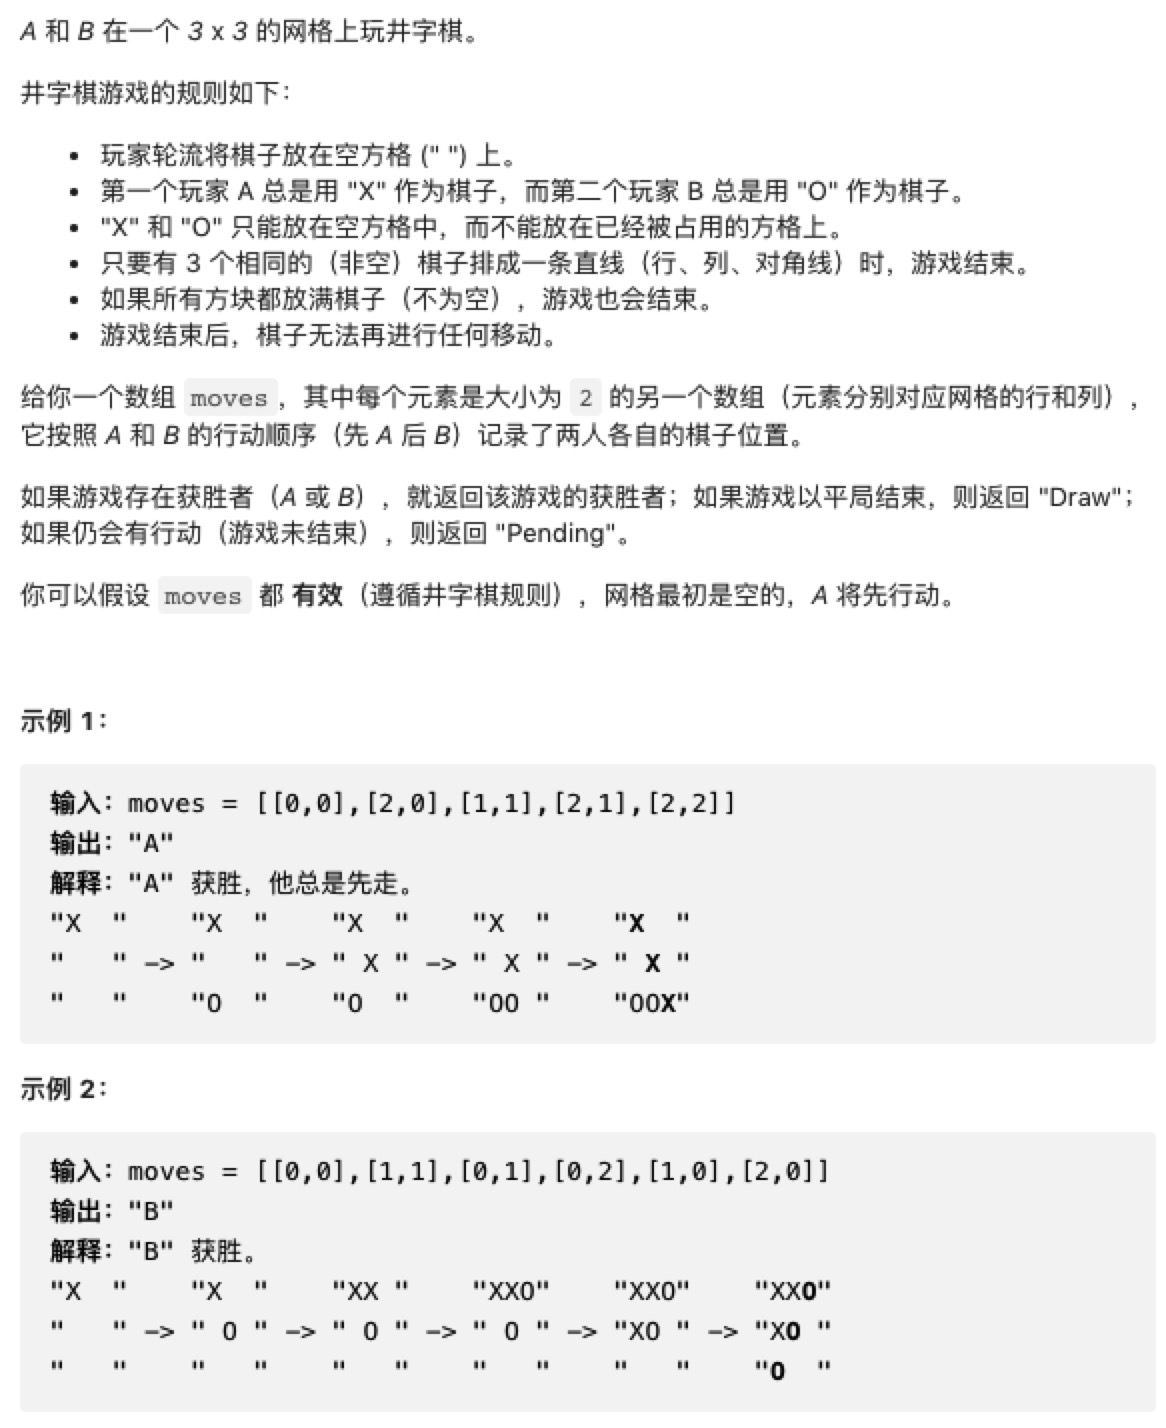 A 和 B 在一个 3 x 3 的网格上玩井字棋。
井字棋游戏的规则如下：
• 玩家轮流将棋子放在空方格 (" ") 上。
• 第一个玩家 A 总是用 "X" 作为棋子，而第二个玩家 B 总是用 "O" 作为棋子。
• "X" 和 "O" 只能放在空方格中，而不能放在已经被占用的方格上。
• 只要有 3 个相同的（非空）棋子排成一条直线（行、列、对角线）时，游戏结束。
• 如果所有方块都放满棋子（不为空），游戏也会结束。
• 游戏结束后，棋子无法再进行任何移动。
给你一个数组 moves，其中每个元素是大小为 2 的另一个数组（元素分别对应网格的行和列），
它按照 A 和 B 的行动顺序（先 A 后 B）记录了两人各自的棋子位置。
如果游戏存在获胜者（A 或 B），就返回该游戏的获胜者；如果游戏以平局结束，则返回 "Draw"；
如果仍会有行动（游戏未结束），则返回 "Pending"。
你可以假设 moves 都 有效（遵循井字棋规则），网格最初是空的，A 将先行动。
示例 1：
输入：moves = [[0,0],[2,0],[1,1],[2,1],[2,2]]
输出："A"
解释："A" 获胜，他总是先走。
"X  "    "X  "    "X  "    "X  "    "X  "
"   " -> "   " -> " X " -> " X " -> " X "
"   "    "O  "    "O  "    "OO "    "OOX"
示例 2：
输入：moves = [[0,0],[1,1],[0,1],[0,2],[1,0],[2,0]]
输出："B"
解释："B" 获胜。
"X  "    "X  "    "XX "    "XXO"    "XXO"    "XXO"
"   " -> " O " -> " O " -> " O " -> "XO " -> "XO "
"   "    "   "    "   "    "   "    "   "    "O  "